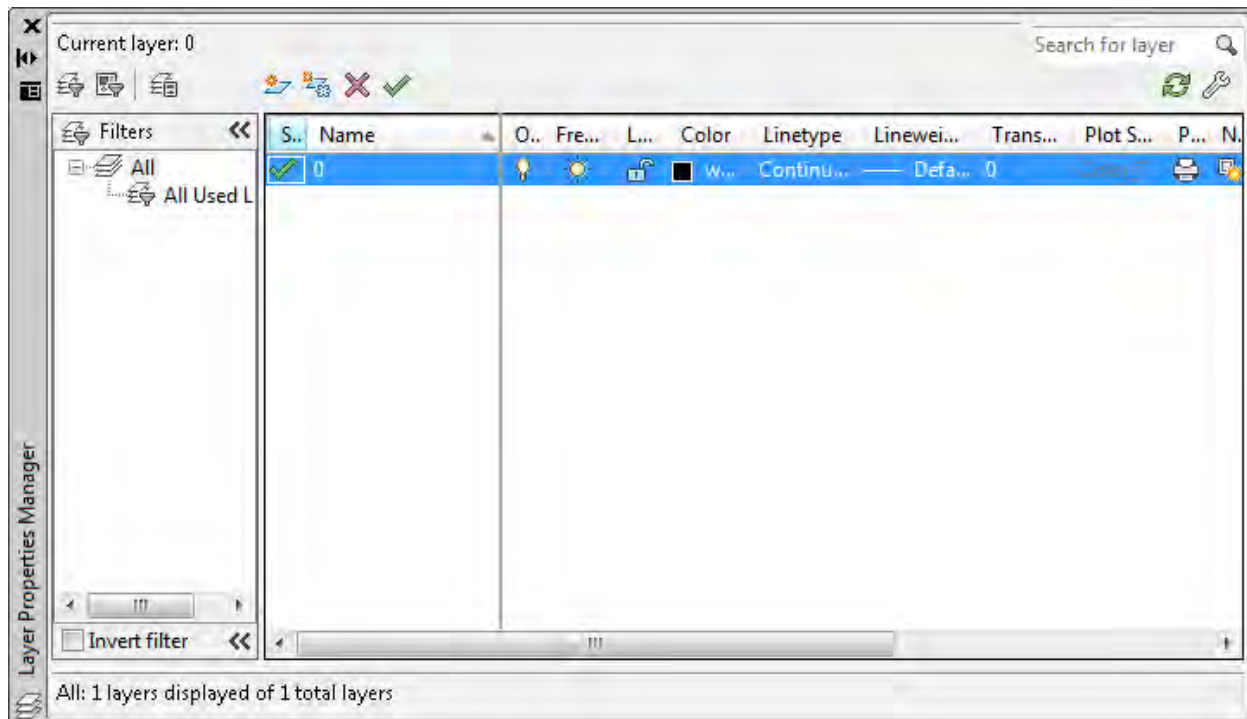 Current layer: 0
Search for layer
Filters
S.. Name O.. Fre... L... Color Linetype Linewei... Trans... Plot S... P... N.
All
0 w... Continu... Defa... 0
All Used L
Layer Properties Manager
Invert filter
All: 1 layers displayed of 1 total layers